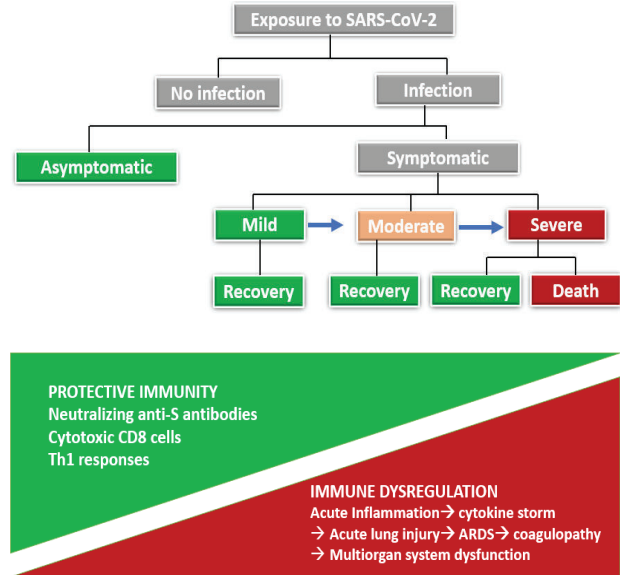 Exposure to SARS-CoV-2
No infection
Infection
Asymptomatic
Symptomatic
Mild
Moderate
Severe
Recovery
Recovery
Recovery
Death
PROTECTIVE IMMUNITY
Neutralizing anti-S antibodies
Cytotoxic CD8 cells
Th1 responses
IMMUNE DYSREGULATION
Acute Inflammation→ cytokine storm
→ Acute lung injury→ ARDS→ coagulopathy
→ Multiorgan system dysfunction